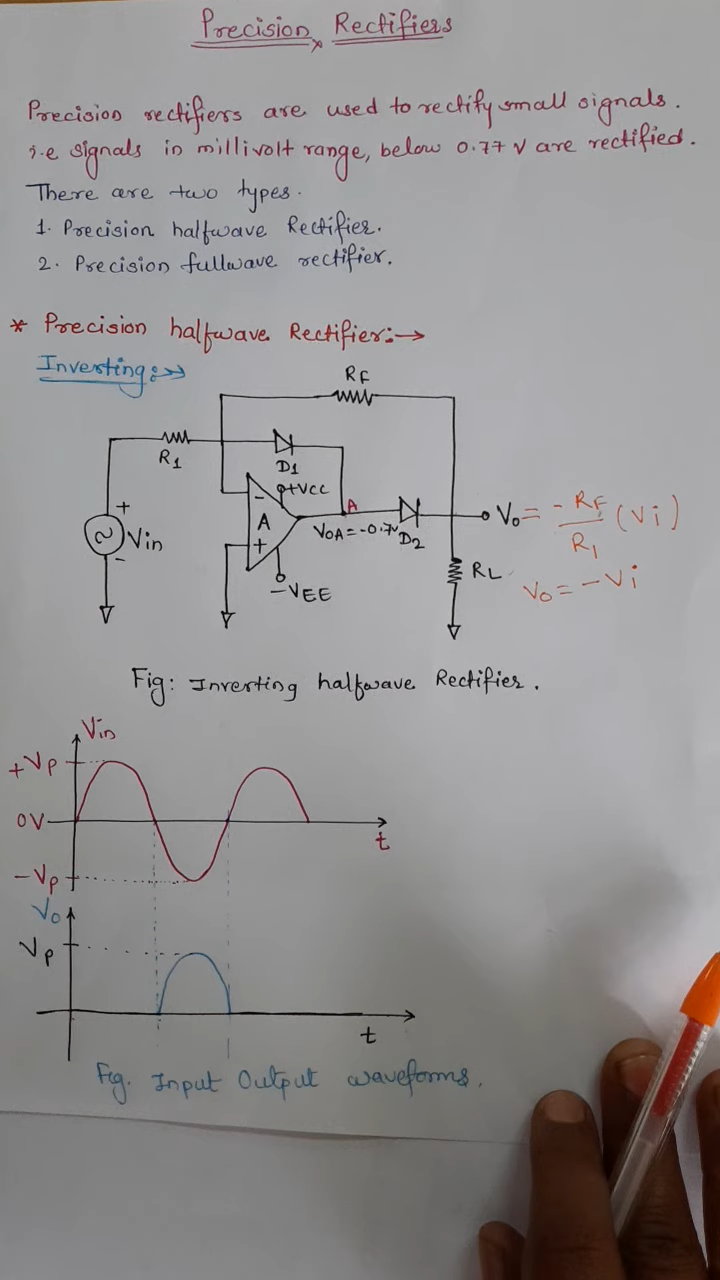 Precision Rectifiers
Precision rectifiers are used to rectify small signals.
i.e signals in millivolt range, below 0.7 V are rectified.
There are two types.
1. Precision halfwave Rectifier.
2. Precision fullwave rectifier.
* Precision halfwave Rectifier:→
Inverting:→
RF
R1
D1
+Vcc
-
A
+
A
VOA = -0.7V
D2
Vo = -RF/R1 (Vi)
Vo = -Vi
+
Vin
-
-VEE
RL
Fig: Inverting halfwave Rectifier.
Vin
+Vp
0V
t
-Vp
Vo
Vp
t
Fig. Input Output waveforms.